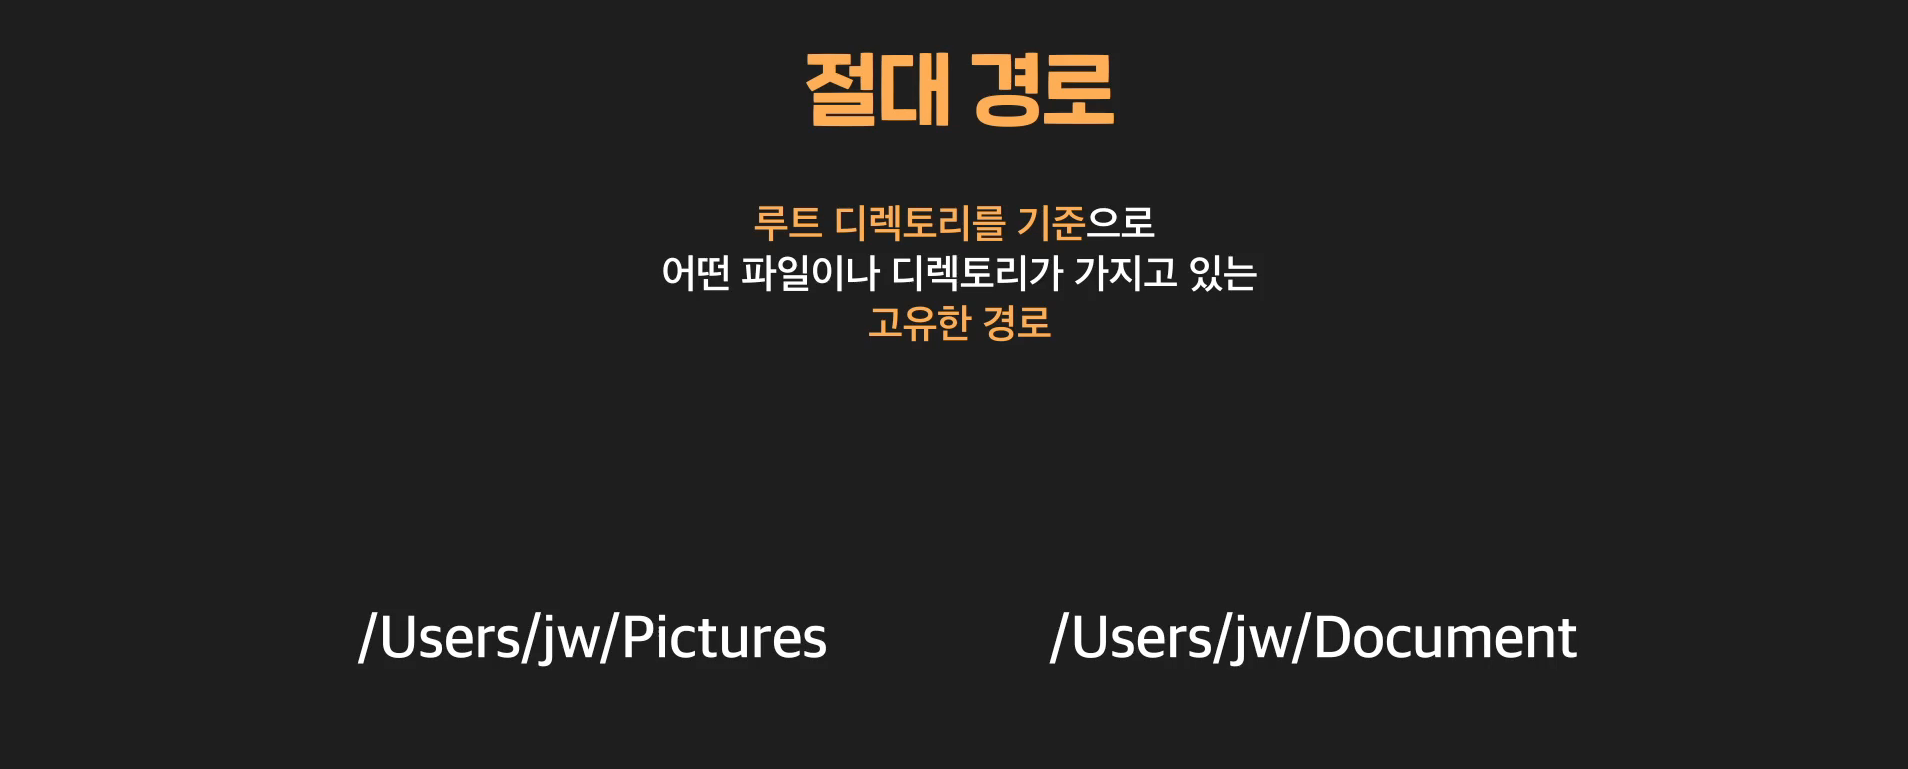 절대 경로
루트 디렉토리를 기준으로
어떤 파일이나 디렉토리가 가지고 있는
고유한 경로
/Users/jw/Pictures
/Users/jw/Document